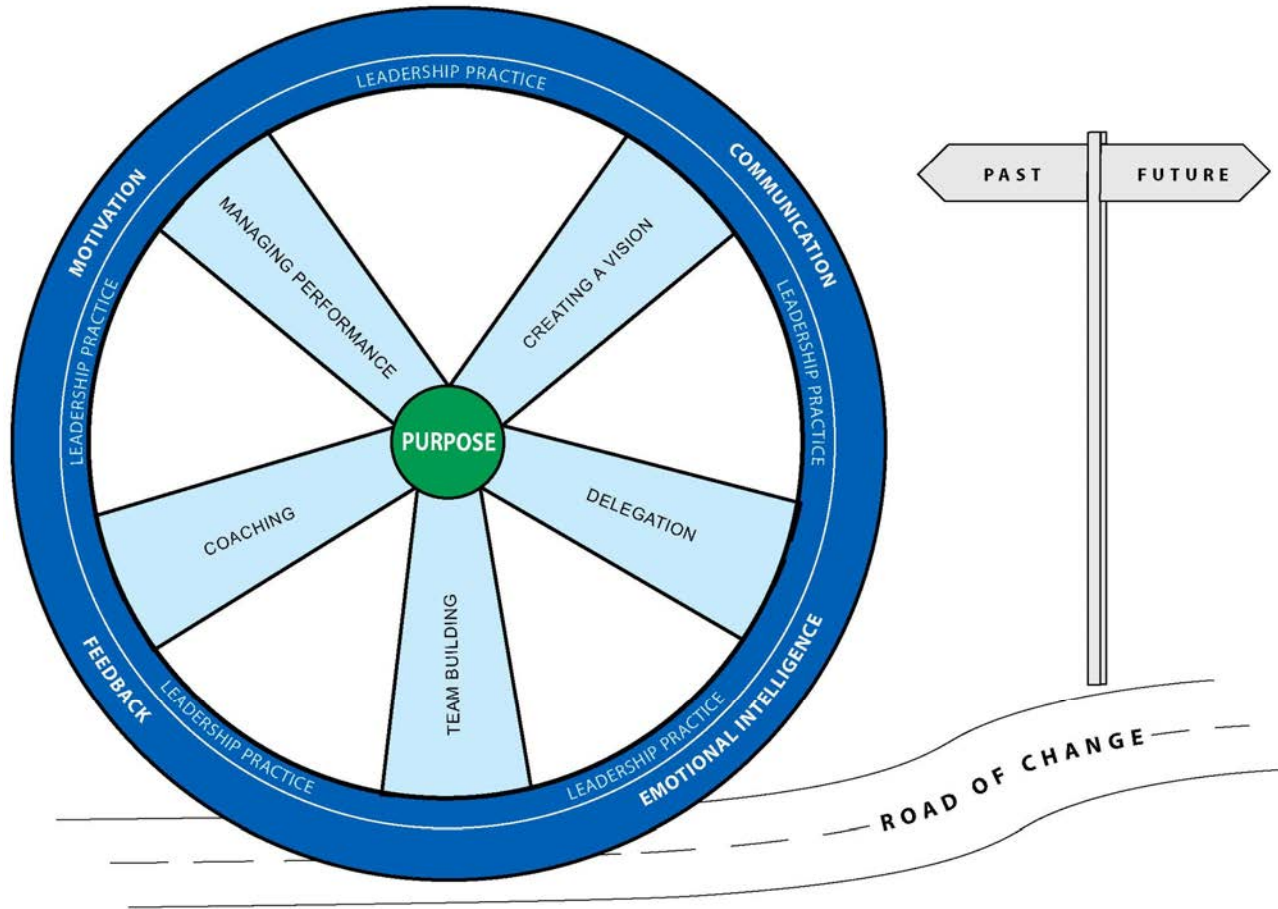 LEADERSHIP PRACTICE
MOTIVATION
COMMUNICATION
PAST
FUTURE
MANAGING PERFORMANCE
CREATING A VISION
LEADERSHIP PRACTICE
LEADERSHIP PRACTICE
PURPOSE
COACHING
DELEGATION
TEAM BUILDING
FEEDBACK
LEADERSHIP PRACTICE
LEADERSHIP PRACTICE
EMOTIONAL INTELLIGENCE
ROAD OF CHANGE